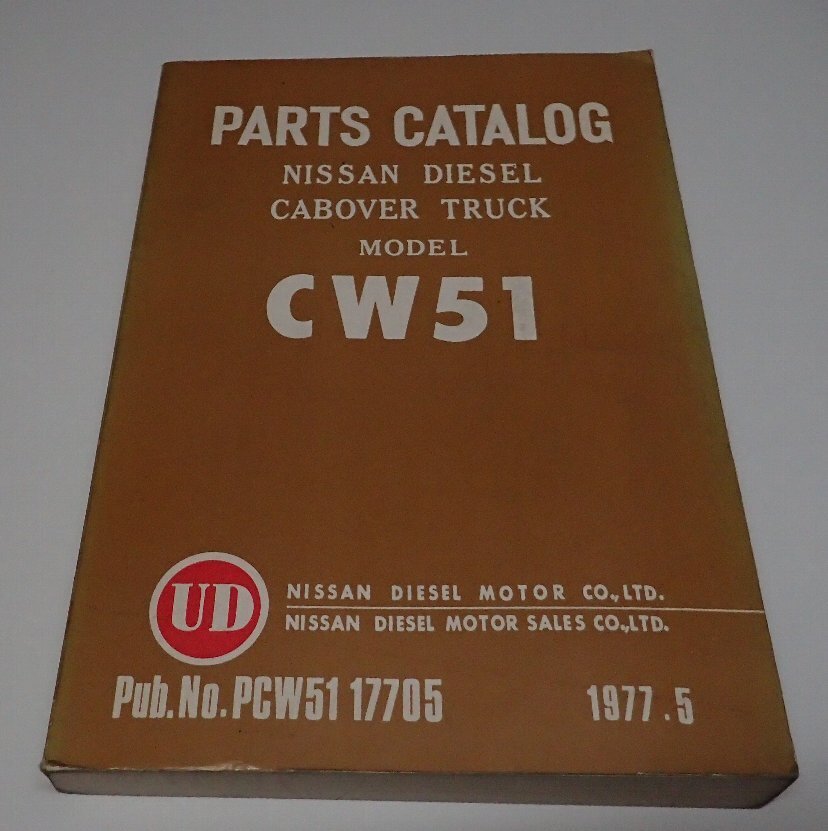 PARTS CATALOG
NISSAN DIESEL
CABOVER TRUCK
MODEL
CW51
UD
NISSAN DIESEL MOTOR CO.,LTD.
NISSAN DIESEL MOTOR SALES CO.,LTD.
Pub.No.PCW51 17705 1977.5